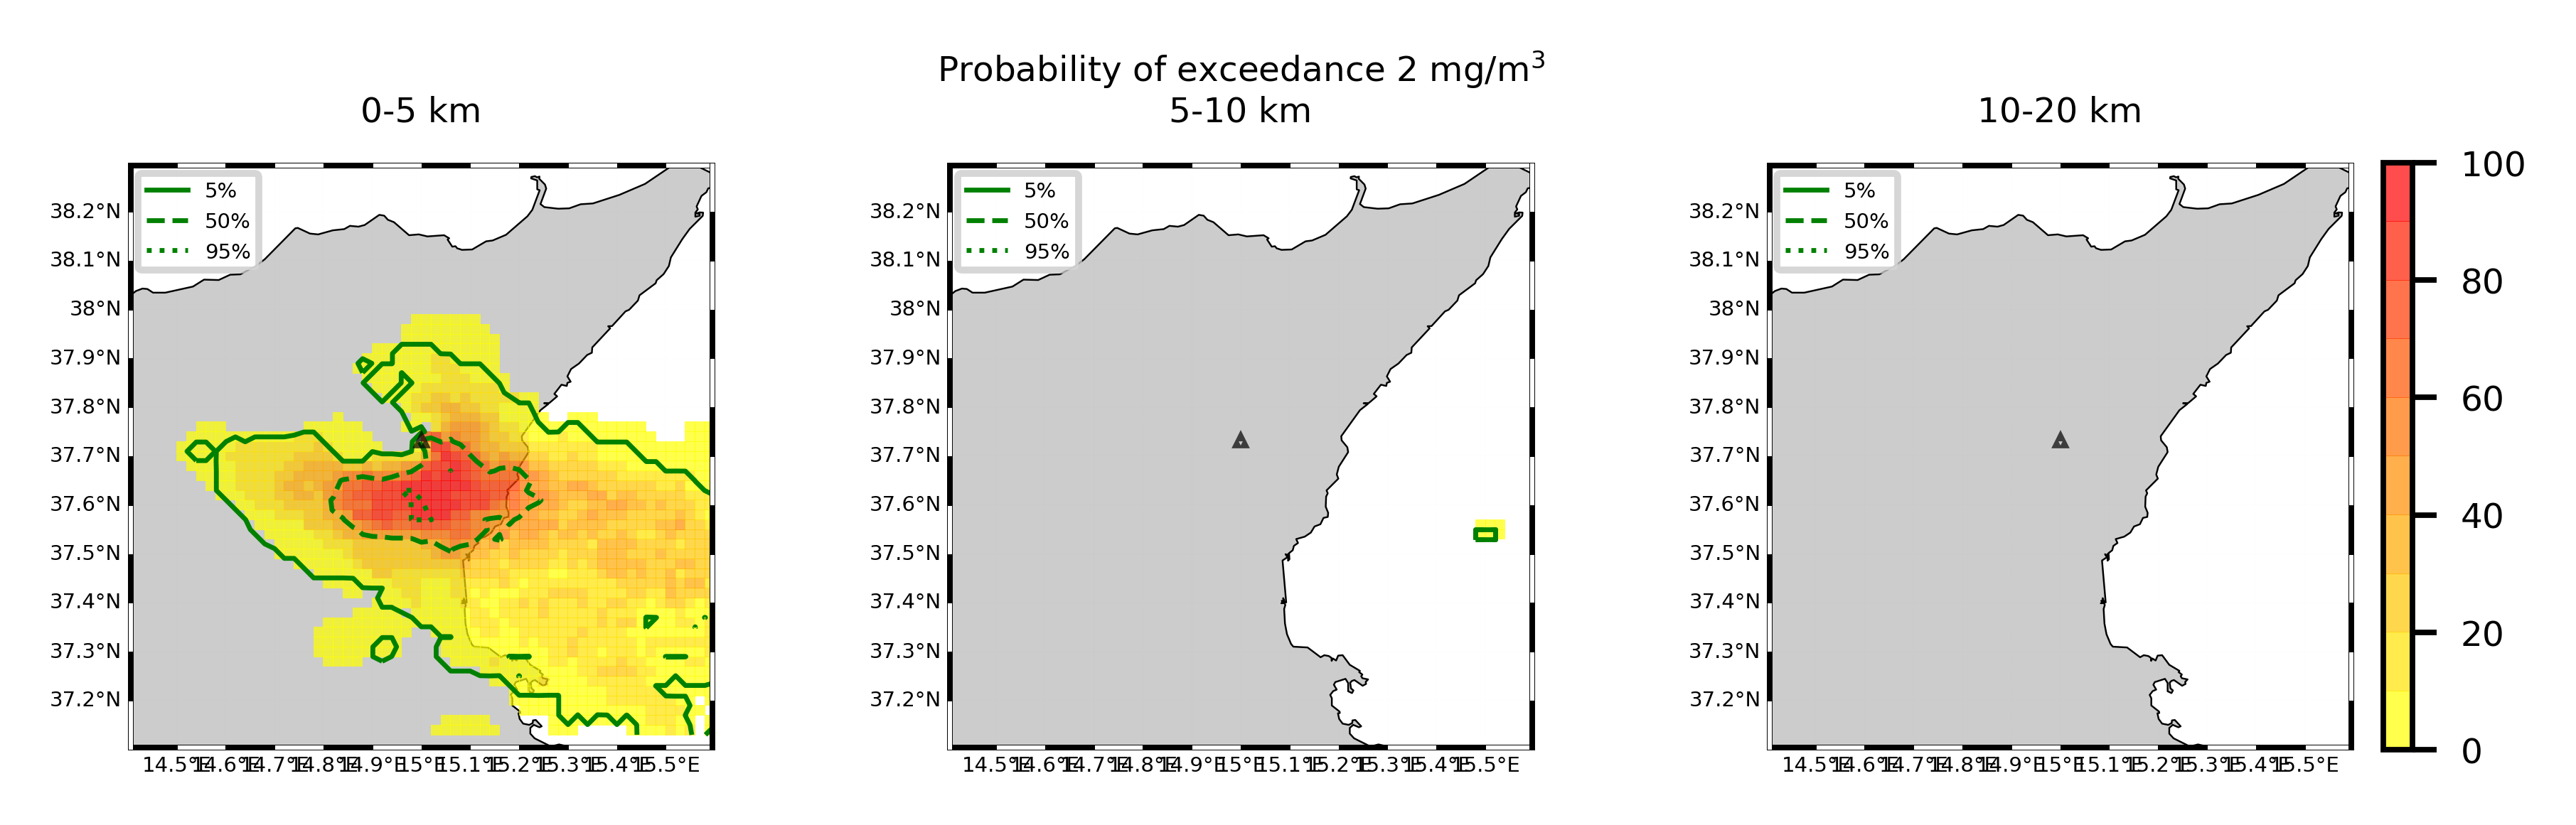 Probability of exceedance 2 mg/m³
0-5 km
5-10 km
10-20 km
5%
50%
95%
38.2°N
38.1°N
38°N
37.9°N
37.8°N
37.7°N
37.6°N
37.5°N
37.4°N
37.3°N
37.2°N
14.5°E 14.6°E 14.7°E 14.8°E 14.9°E 15°E 15.1°E 15.2°E 15.3°E 15.4°E 15.5°E
5%
50%
95%
38.2°N
38.1°N
38°N
37.9°N
37.8°N
37.7°N
37.6°N
37.5°N
37.4°N
37.3°N
37.2°N
14.5°E 14.6°E 14.7°E 14.8°E 14.9°E 15°E 15.1°E 15.2°E 15.3°E 15.4°E 15.5°E
5%
50%
95%
38.2°N
38.1°N
38°N
37.9°N
37.8°N
37.7°N
37.6°N
37.5°N
37.4°N
37.3°N
37.2°N
14.5°E 14.6°E 14.7°E 14.8°E 14.9°E 15°E 15.1°E 15.2°E 15.3°E 15.4°E 15.5°E
100
80
60
40
20
0